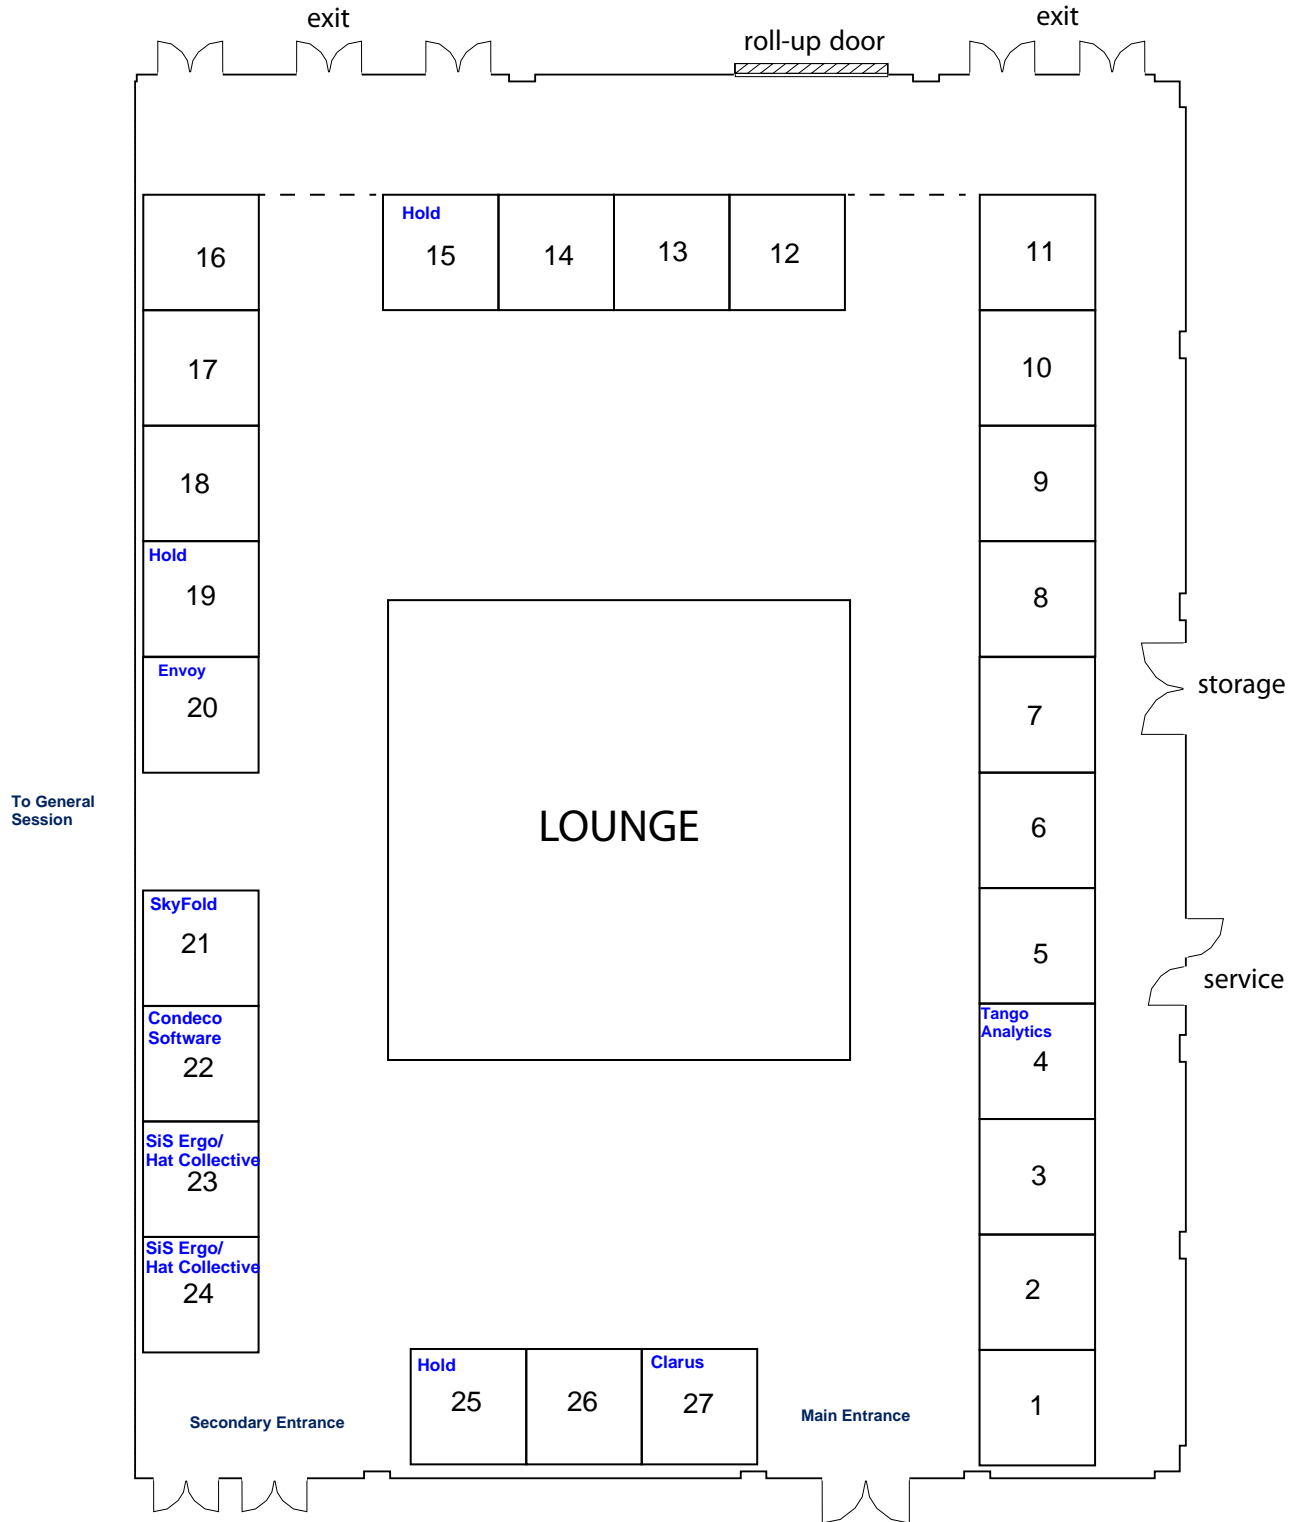 exit
exit
roll-up door
16
Hold
15
14
13
12
11
17
10
18
9
Hold
19
8
Envoy
20
7
storage
To General
Session
LOUNGE
6
SkyFold
21
5
service
Condeco
Software
22
Tango
Analytics
4
SiS Ergo/
Hat Collective
23
3
SiS Ergo/
Hat Collective
24
2
Hold
25
26
Clarus
27
1
Secondary Entrance
Main Entrance